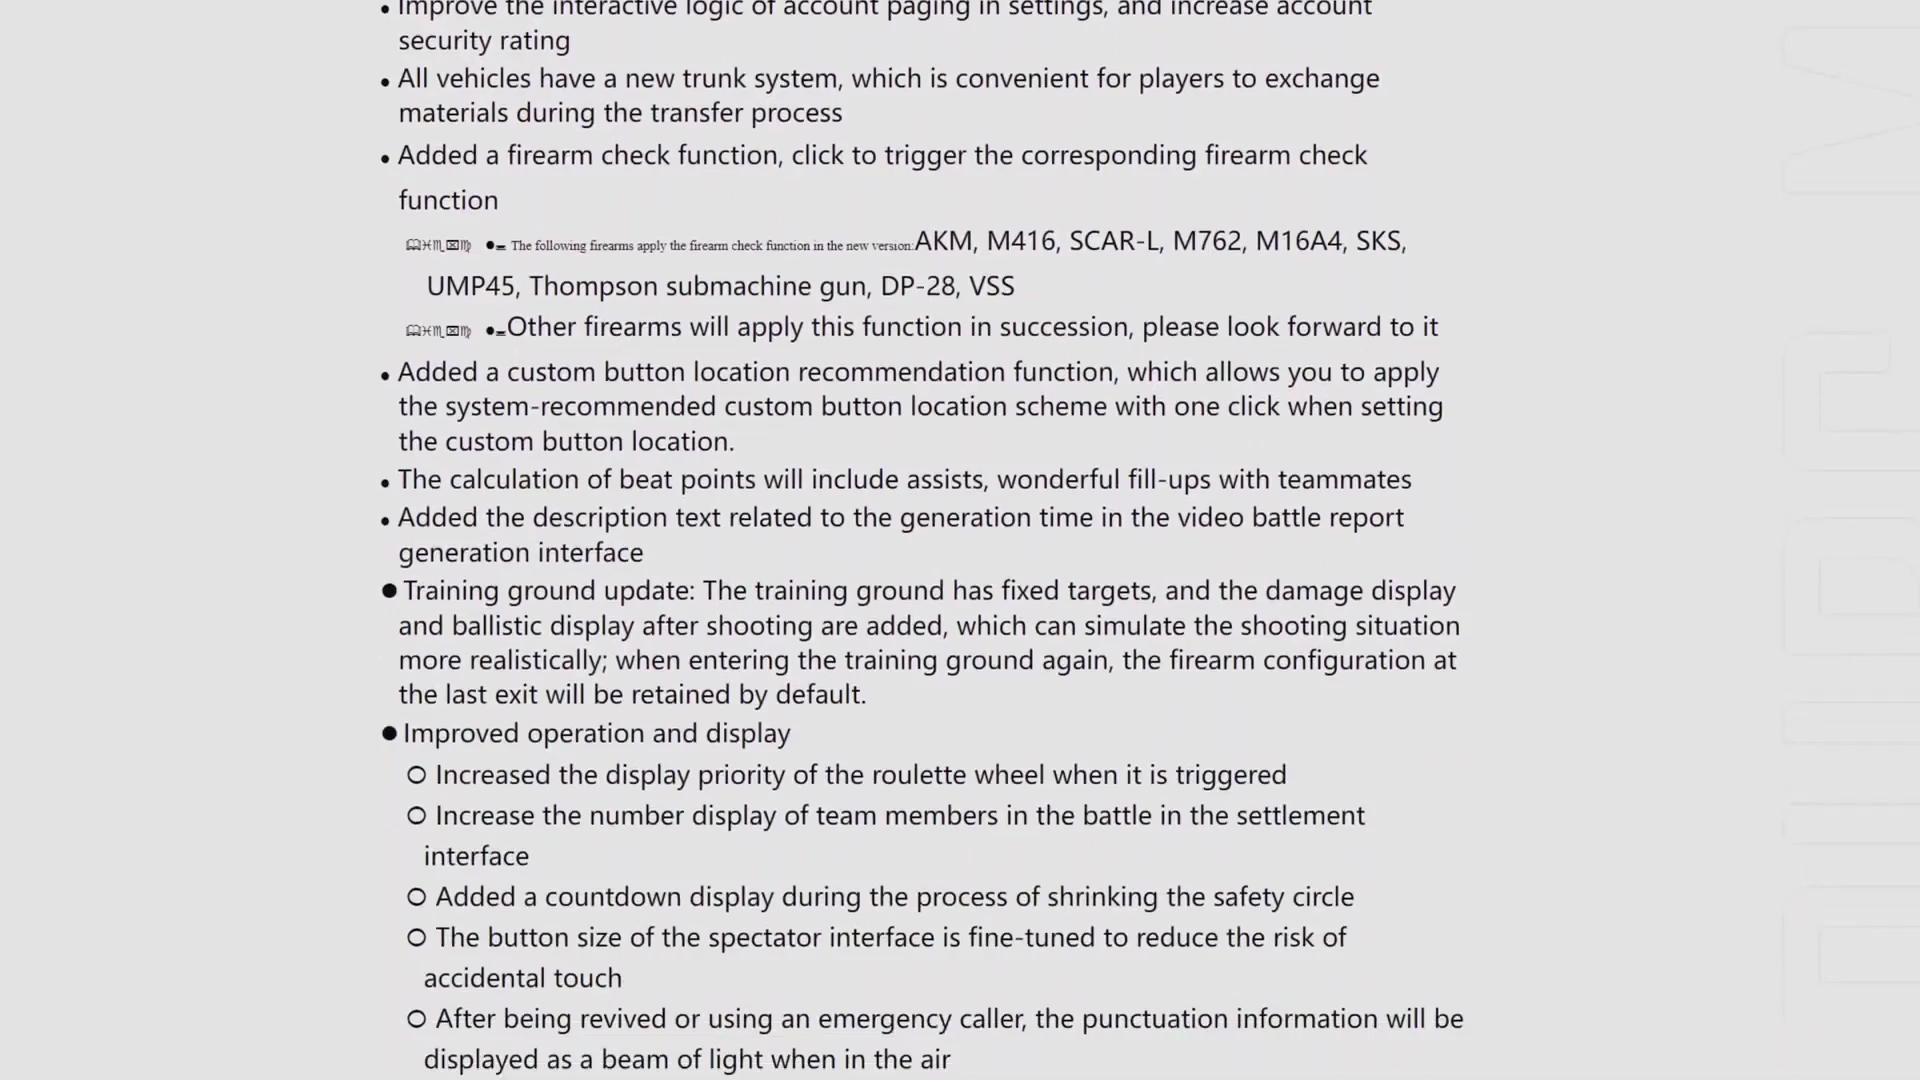 • Improve the interactive logic of account paging in settings, and increase account
security rating
• All vehicles have a new trunk system, which is convenient for players to exchange
materials during the transfer process
• Added a firearm check function, click to trigger the corresponding firearm check
function
🕮♓♏⌧♍ ●⚊ The following firearms apply the firearm check function in the new version:AKM, M416, SCAR-L, M762, M16A4, SKS,
UMP45, Thompson submachine gun, DP-28, VSS
🕮♓♏⌧♍ ●⚊Other firearms will apply this function in succession, please look forward to it
• Added a custom button location recommendation function, which allows you to apply
the system-recommended custom button location scheme with one click when setting
the custom button location.
• The calculation of beat points will include assists, wonderful fill-ups with teammates
• Added the description text related to the generation time in the video battle report
generation interface
● Training ground update: The training ground has fixed targets, and the damage display
and ballistic display after shooting are added, which can simulate the shooting situation
more realistically; when entering the training ground again, the firearm configuration at
the last exit will be retained by default.
● Improved operation and display
○ Increased the display priority of the roulette wheel when it is triggered
○ Increase the number display of team members in the battle in the settlement
interface
○ Added a countdown display during the process of shrinking the safety circle
○ The button size of the spectator interface is fine-tuned to reduce the risk of
accidental touch
○ After being revived or using an emergency caller, the punctuation information will be
displayed as a beam of light when in the air